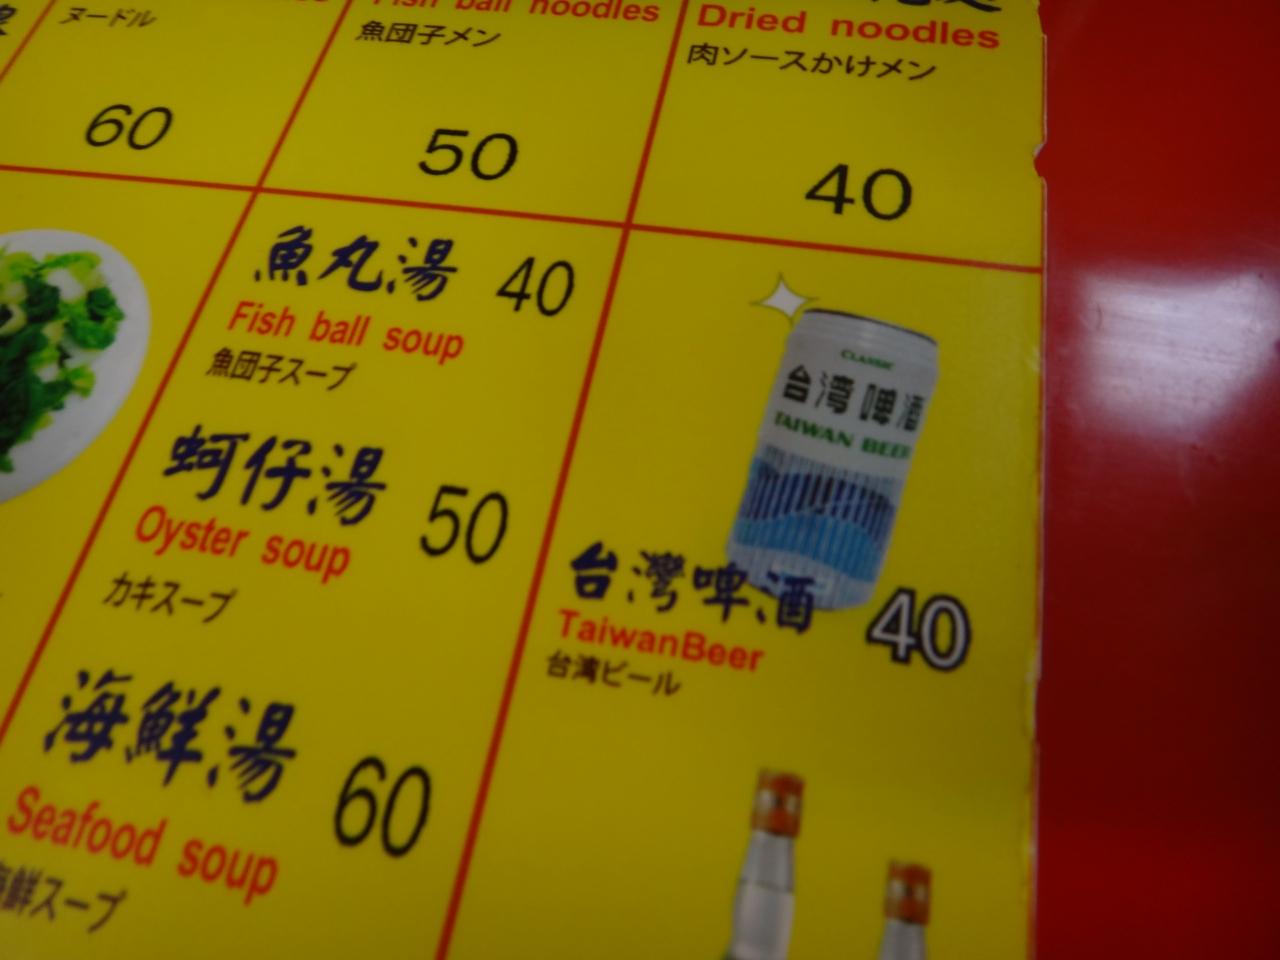 ヌードル
60
Fish ball noodles
魚団子メン
50
Dried noodles
肉ソースかけメン
40
魚丸湯 40
Fish ball soup
魚団子スープ
蚵仔湯 50
Oyster soup
カキスープ
海鮮湯 60
Seafood soup
海鮮スープ
CLASSIC
台灣啤酒
TAIWAN BEER
台灣啤酒 40
TaiwanBeer
台湾ビール